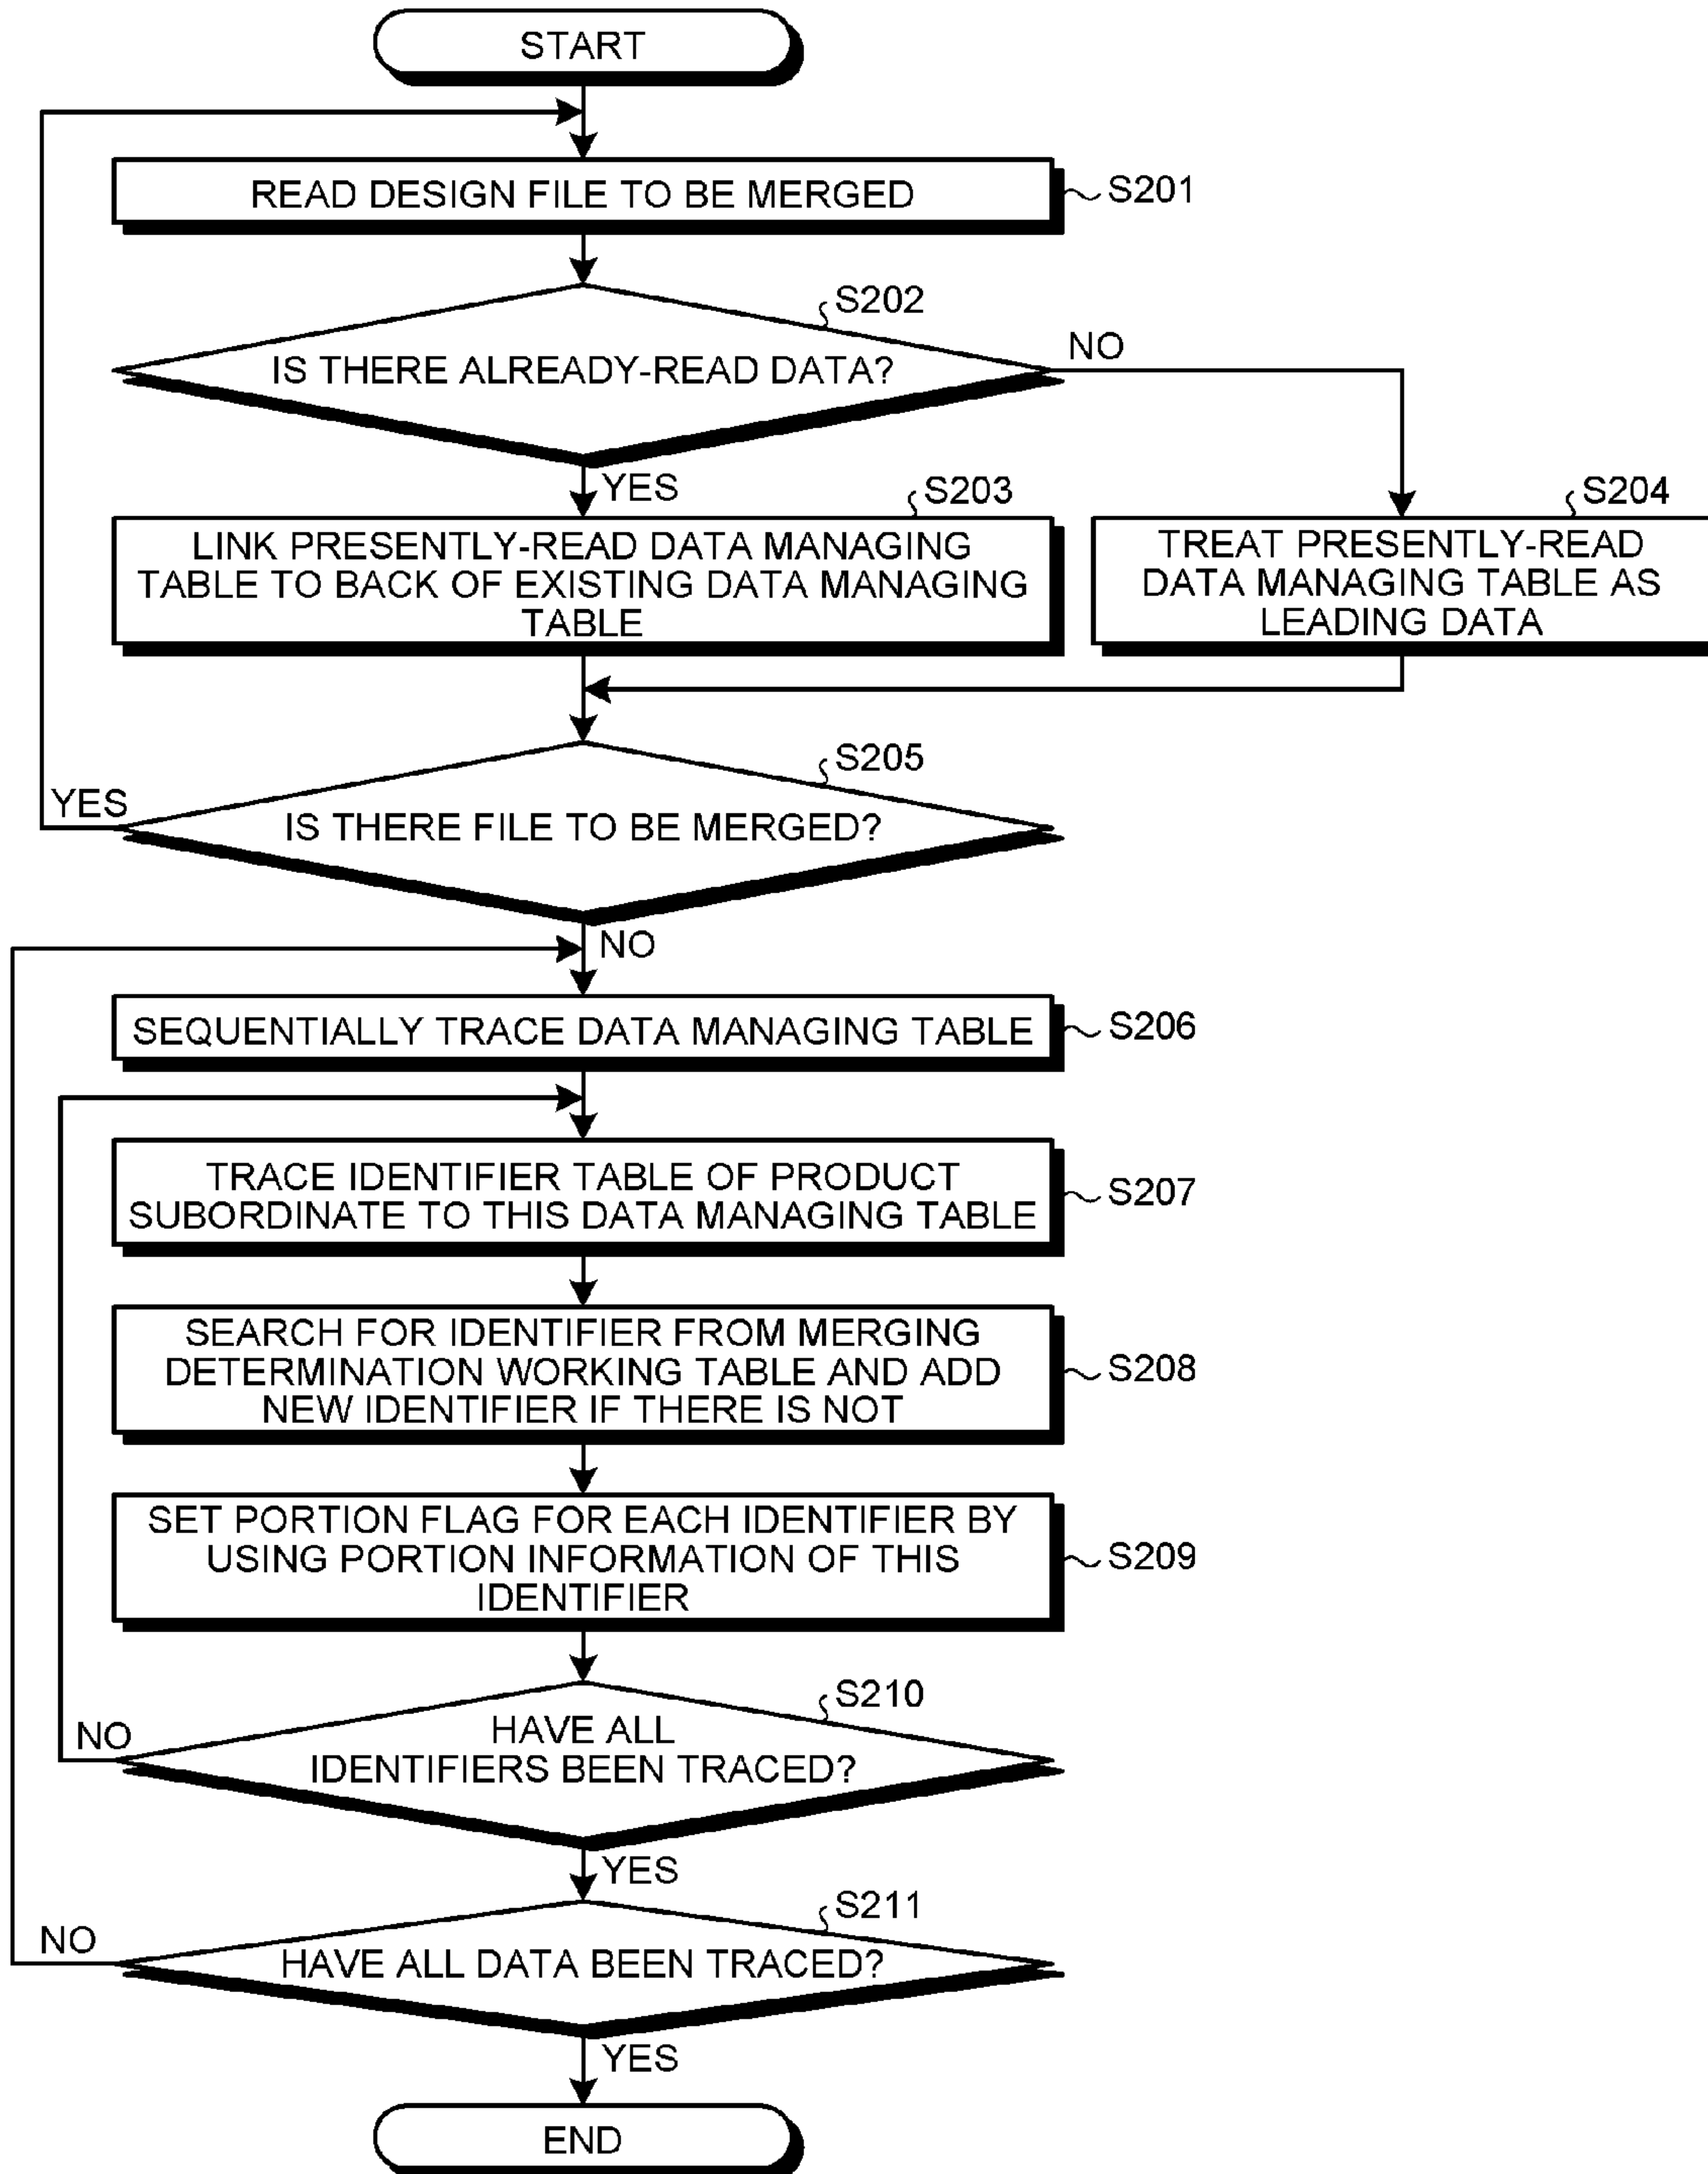 START
READ DESIGN FILE TO BE MERGED
S201
S202
IS THERE ALREADY-READ DATA?
NO
YES
S203
LINK PRESENTLY-READ DATA MANAGING
TABLE TO BACK OF EXISTING DATA MANAGING
TABLE
S204
TREAT PRESENTLY-READ
DATA MANAGING TABLE AS
LEADING DATA
S205
YES
IS THERE FILE TO BE MERGED?
NO
SEQUENTIALLY TRACE DATA MANAGING TABLE
S206
TRACE IDENTIFIER TABLE OF PRODUCT
SUBORDINATE TO THIS DATA MANAGING TABLE
S207
SEARCH FOR IDENTIFIER FROM MERGING
DETERMINATION WORKING TABLE AND ADD
NEW IDENTIFIER IF THERE IS NOT
S208
SET PORTION FLAG FOR EACH IDENTIFIER BY
USING PORTION INFORMATION OF THIS
IDENTIFIER
S209
S210
NO
HAVE ALL
IDENTIFIERS BEEN TRACED?
YES
S211
NO
HAVE ALL DATA BEEN TRACED?
YES
END